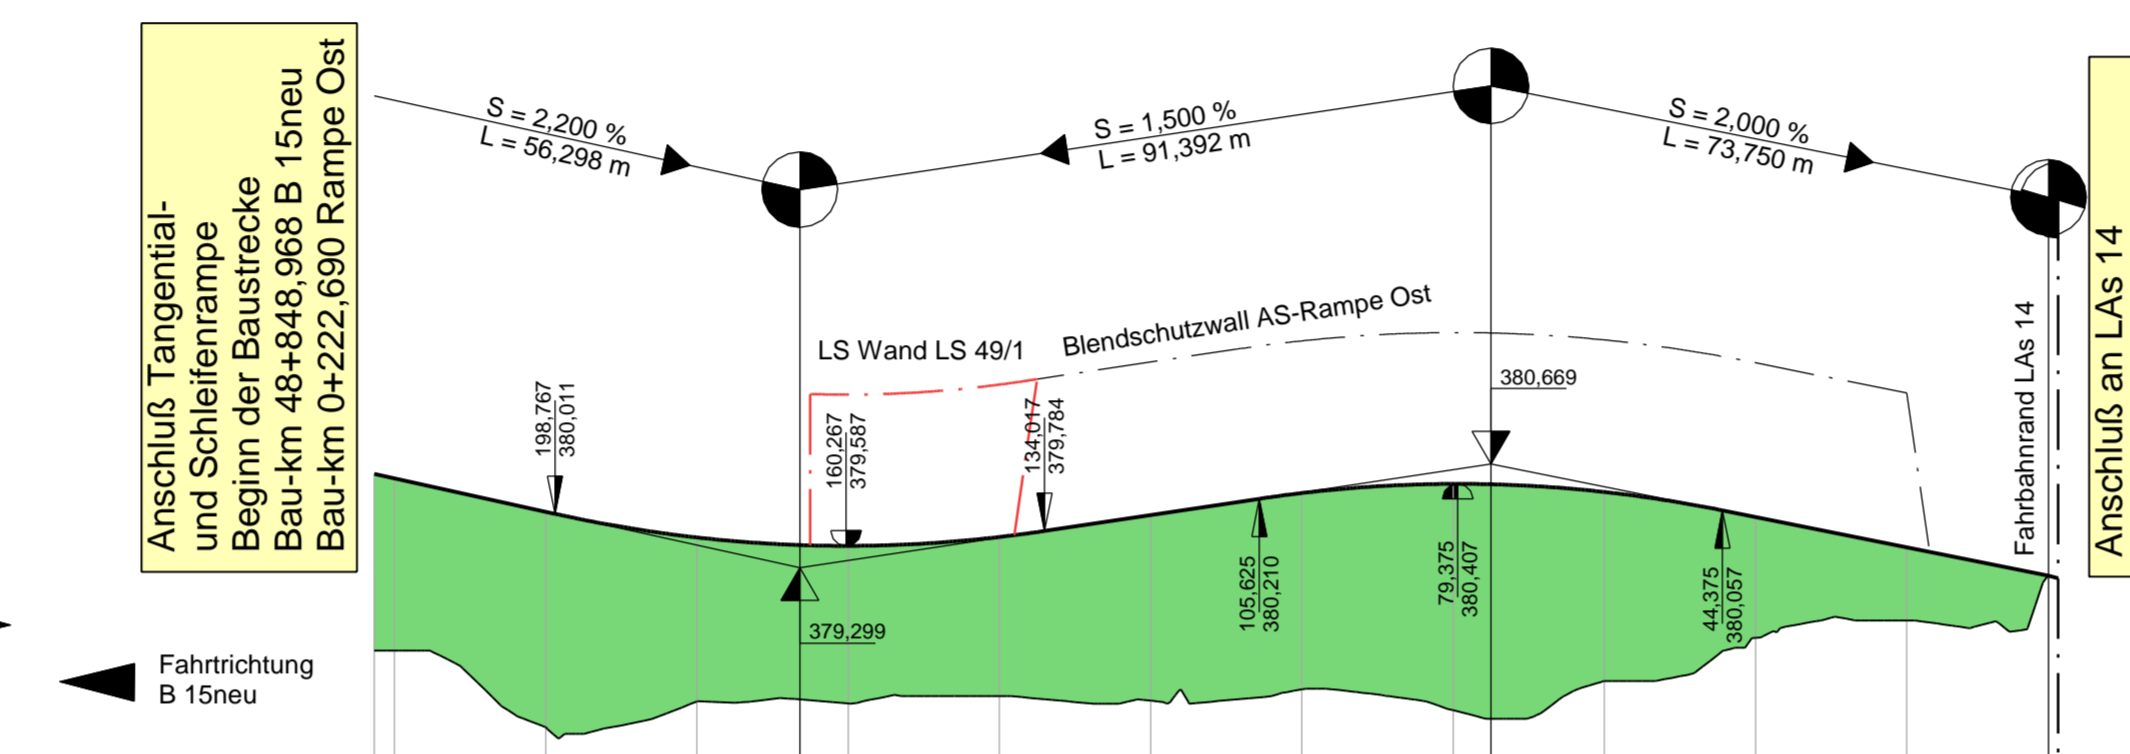 Anschluß Tangential-
und Schleifenrampe
Beginn der Baustrecke
Bau-km 48+848,968 B 15neu
Bau-km 0+222,690 Rampe Ost
S = 2,200 %
L = 56,298 m
S = 1,500 %
L = 91,392 m
S = 2,000 %
L = 73,750 m
LS Wand LS 49/1
Blendschutzwall AS-Rampe Ost
198,767
380,011
160,267
379,587
134,017
379,784
380,669
379,299
105,625
380,210
79,375
380,407
44,375
380,057
Fahrbahnrand LAs 14
Anschluß an LAs 14
Fahrtrichtung
B 15neu